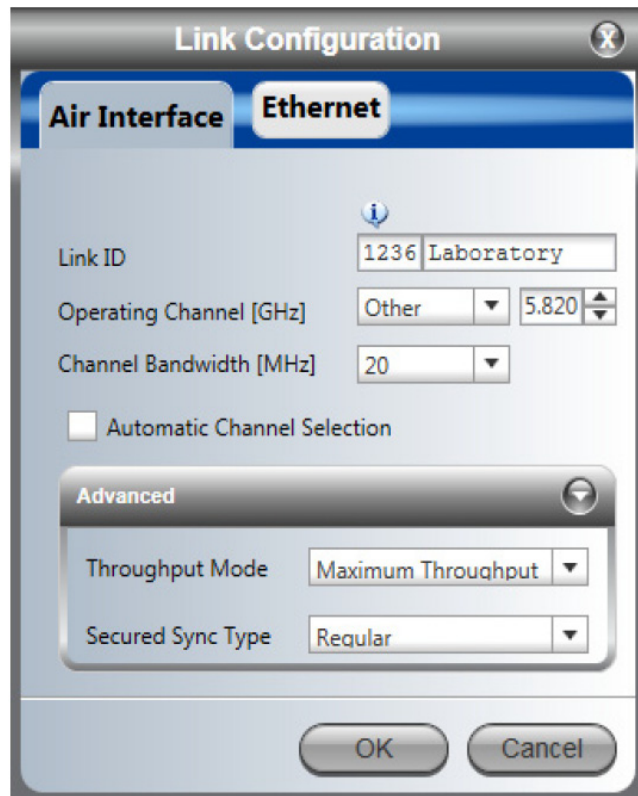 Link Configuration X
Air Interface Ethernet
i
Link ID 1236 Laboratory
Operating Channel [GHz] Other 5.820
Channel Bandwidth [MHz] 20
Automatic Channel Selection
Advanced
Throughput Mode Maximum Throughput
Secured Sync Type Regular
OK Cancel